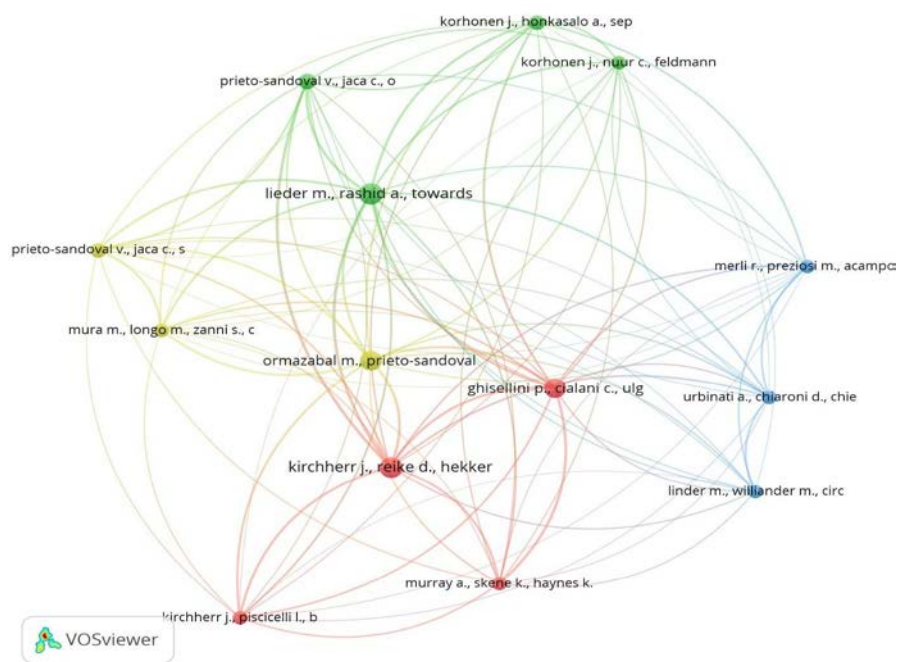 korhonen j., honkasalo a., sep
korhonen j., nuur c., feldmann
prieto-sandoval v., jaca c., o
lieder m., rashid a., towards
prieto-sandoval v., jaca c., s
merli r., preziosi m., acampo
mura m., longo m., zanni s., c
ormazabal m., prieto-sandoval
ghisellini p., cialani c., ulg
urbinati a., chiaroni d., chie
kirchherr j., reike d., hekker
linder m., williander m., circ
murray a., skene k., haynes k.
kirchherr j., piscicelli l., b
VOSviewer